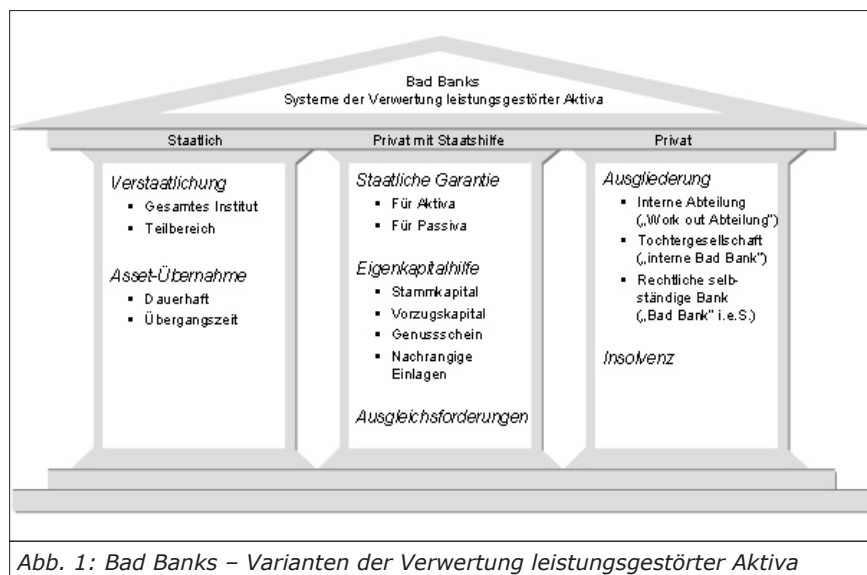 Bad Banks
Systeme der Verwertung leistungsgestörter Aktiva
Staatlich
Verstaatlichung
▪ Gesamtes Institut
▪ Teilbereich
Asset-Übernahme
▪ Dauerhaft
▪ Übergangszeit
Privat mit Staatshilfe
Staatliche Garantie
▪ Für Aktiva
▪ Für Passiva
Eigenkapitalhilfe
▪ Stammkapital
▪ Vorzugskapital
▪ Genussschein
▪ Nachrangige
Einlagen
Ausgleichsforderungen
Privat
Ausgliederung
▪ Interne Abteilung
(„Work out Abteilung")
▪ Tochtergesellschaft
(„interne Bad Bank")
▪ Rechtliche selb-
ständige Bank
(„Bad Bank" i.e.S.)
Insolvenz
Abb. 1: Bad Banks – Varianten der Verwertung leistungsgestörter Aktiva